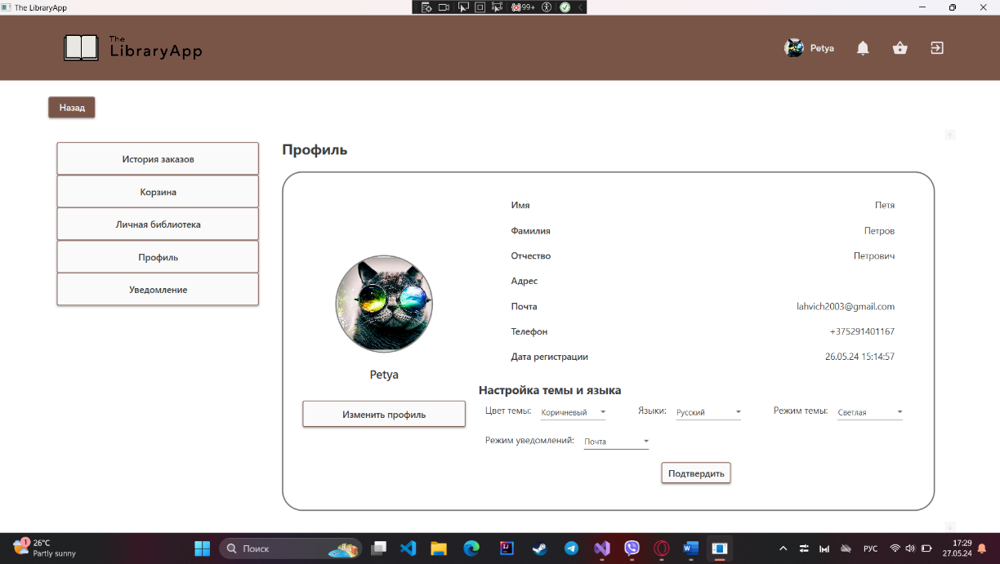 The LibraryApp
99+
The
LibraryApp
Petya
Назад
История заказов
Корзина
Личная библиотека
Профиль
Уведомление
Профиль
Petya
Изменить профиль
Имя Петя
Фамилия Петров
Отчество Петрович
Адрес
Почта lahvich2003@gmail.com
Телефон +375291401167
Дата регистрации 26.05.24 15:14:57
Настройка темы и языка
Цвет темы: Коричневый Языки: Русский Режим темы: Светлая
Режим уведомлений: Почта
Подтвердить
1
26°C
Partly sunny
Поиск
РУС
17:29
27.05.24